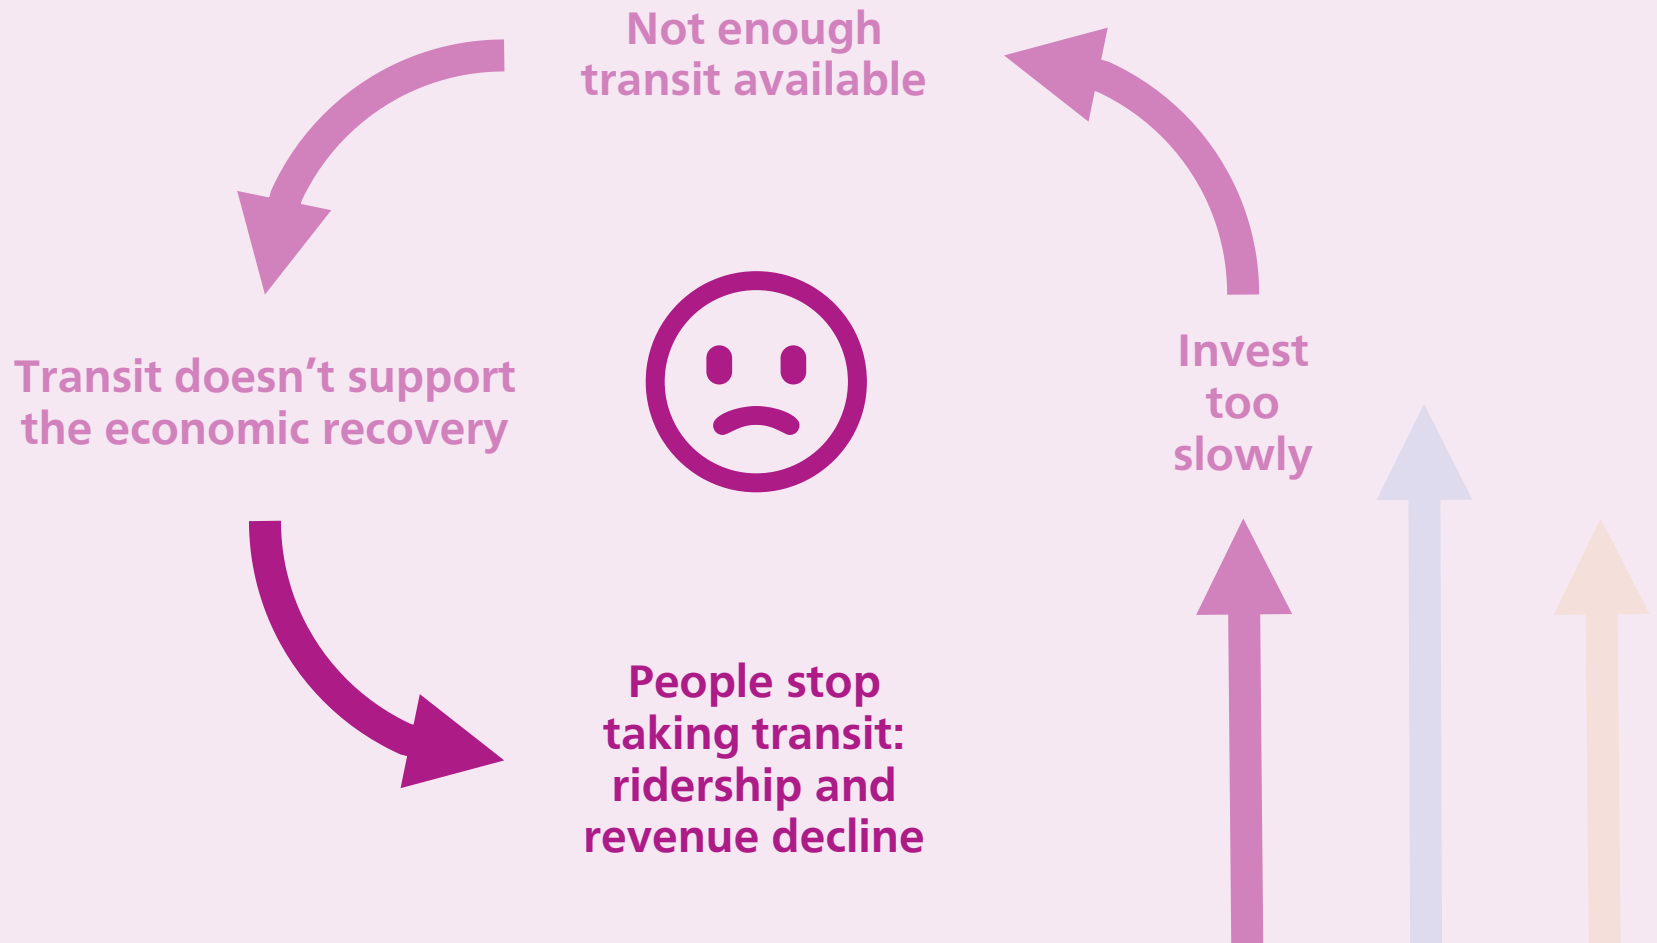 Not enough
transit available
Transit doesn’t support
the economic recovery
Invest
too
slowly
People stop
taking transit:
ridership and
revenue decline